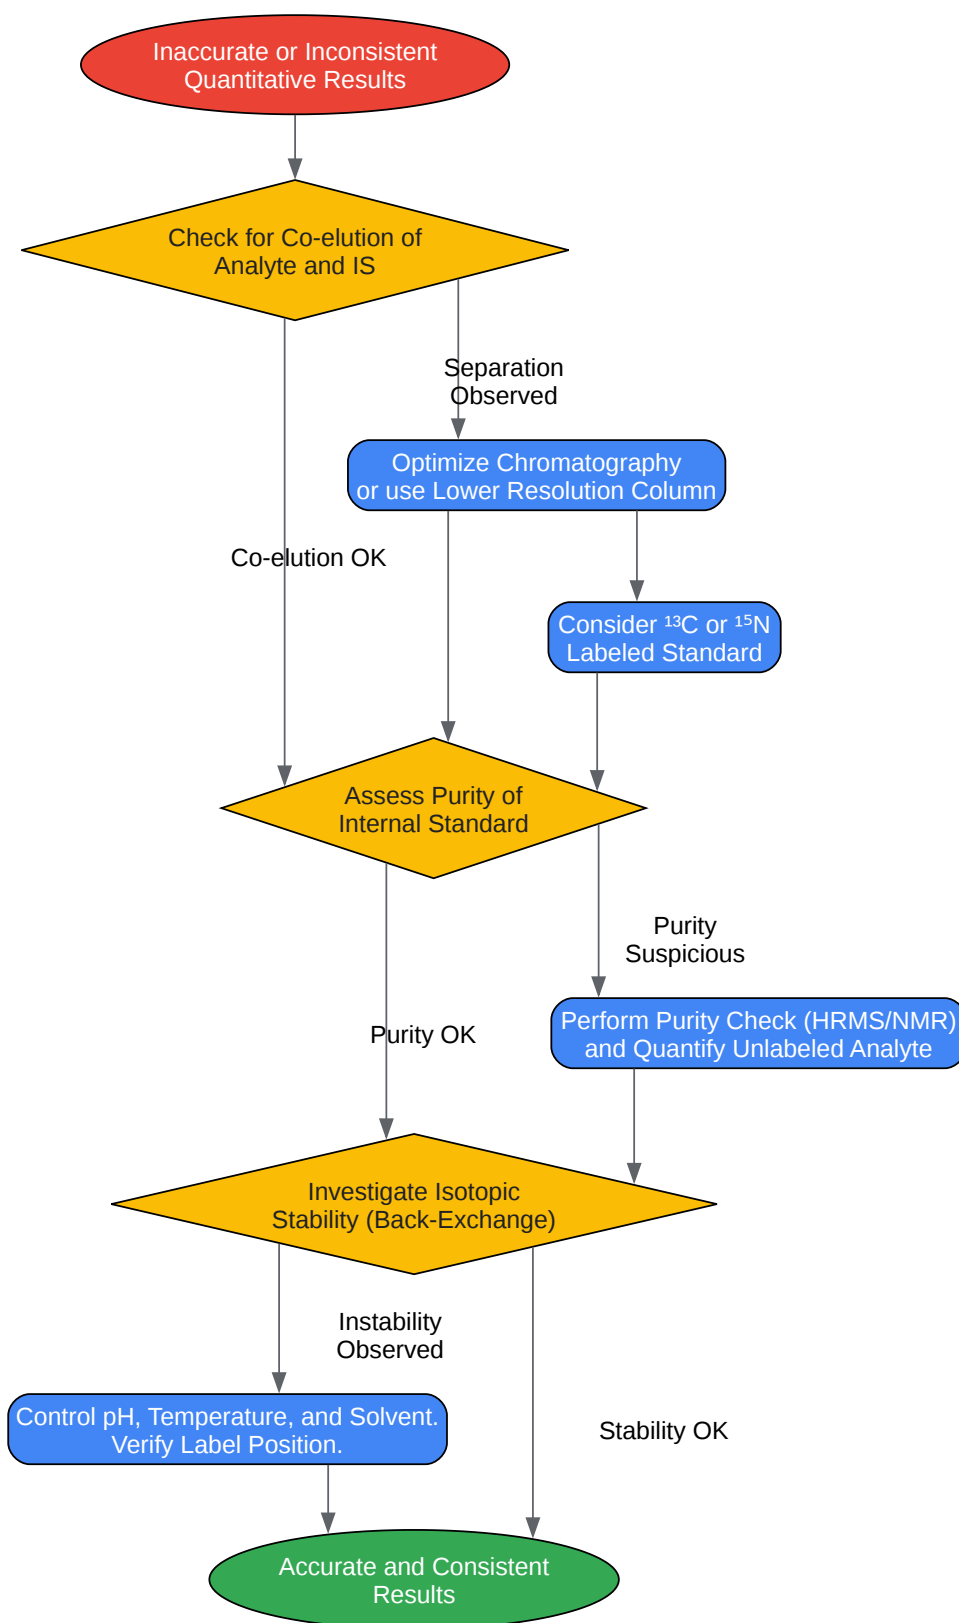 Inaccurate or Inconsistent
Quantitative Results
Check for Co-elution of
Analyte and IS
Separation
Observed
Optimize Chromatography
or use Lower Resolution Column
Co-elution OK
Consider ¹³C or ¹⁵N
Labeled Standard
Assess Purity of
Internal Standard
Purity
Suspicious
Purity OK
Perform Purity Check (HRMS/NMR)
and Quantify Unlabeled Analyte
Investigate Isotopic
Stability (Back-Exchange)
Instability
Observed
Control pH, Temperature, and Solvent.
Verify Label Position.
Stability OK
Accurate and Consistent
Results